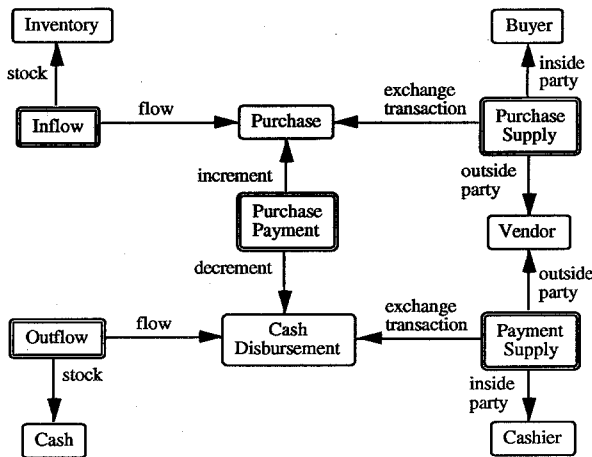 Inventory
Buyer
stock
inside
party
Inflow
flow
Purchase
exchange
transaction
Purchase
Supply
increment
outside
party
Purchase
Payment
Vendor
decrement
outside
party
Outflow
flow
Cash
Disbursement
exchange
transaction
Payment
Supply
stock
inside
party
Cash
Cashier